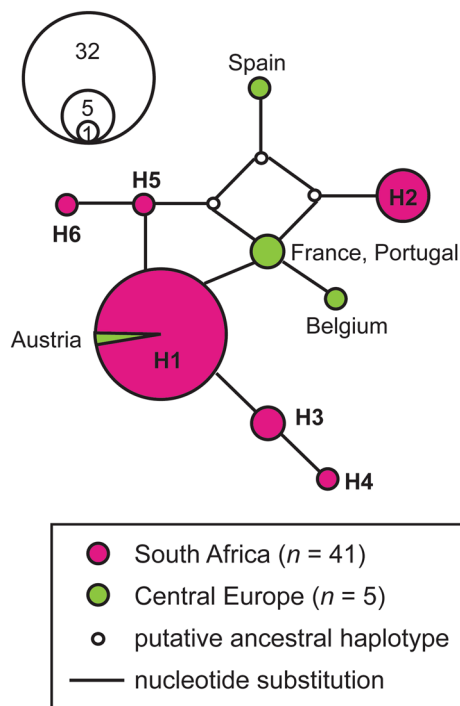 32
5
1
Spain
H5
H2
H6
France, Portugal
Belgium
Austria
H1
H3
H4
South Africa (n = 41)
Central Europe (n = 5)
putative ancestral haplotype
nucleotide substitution